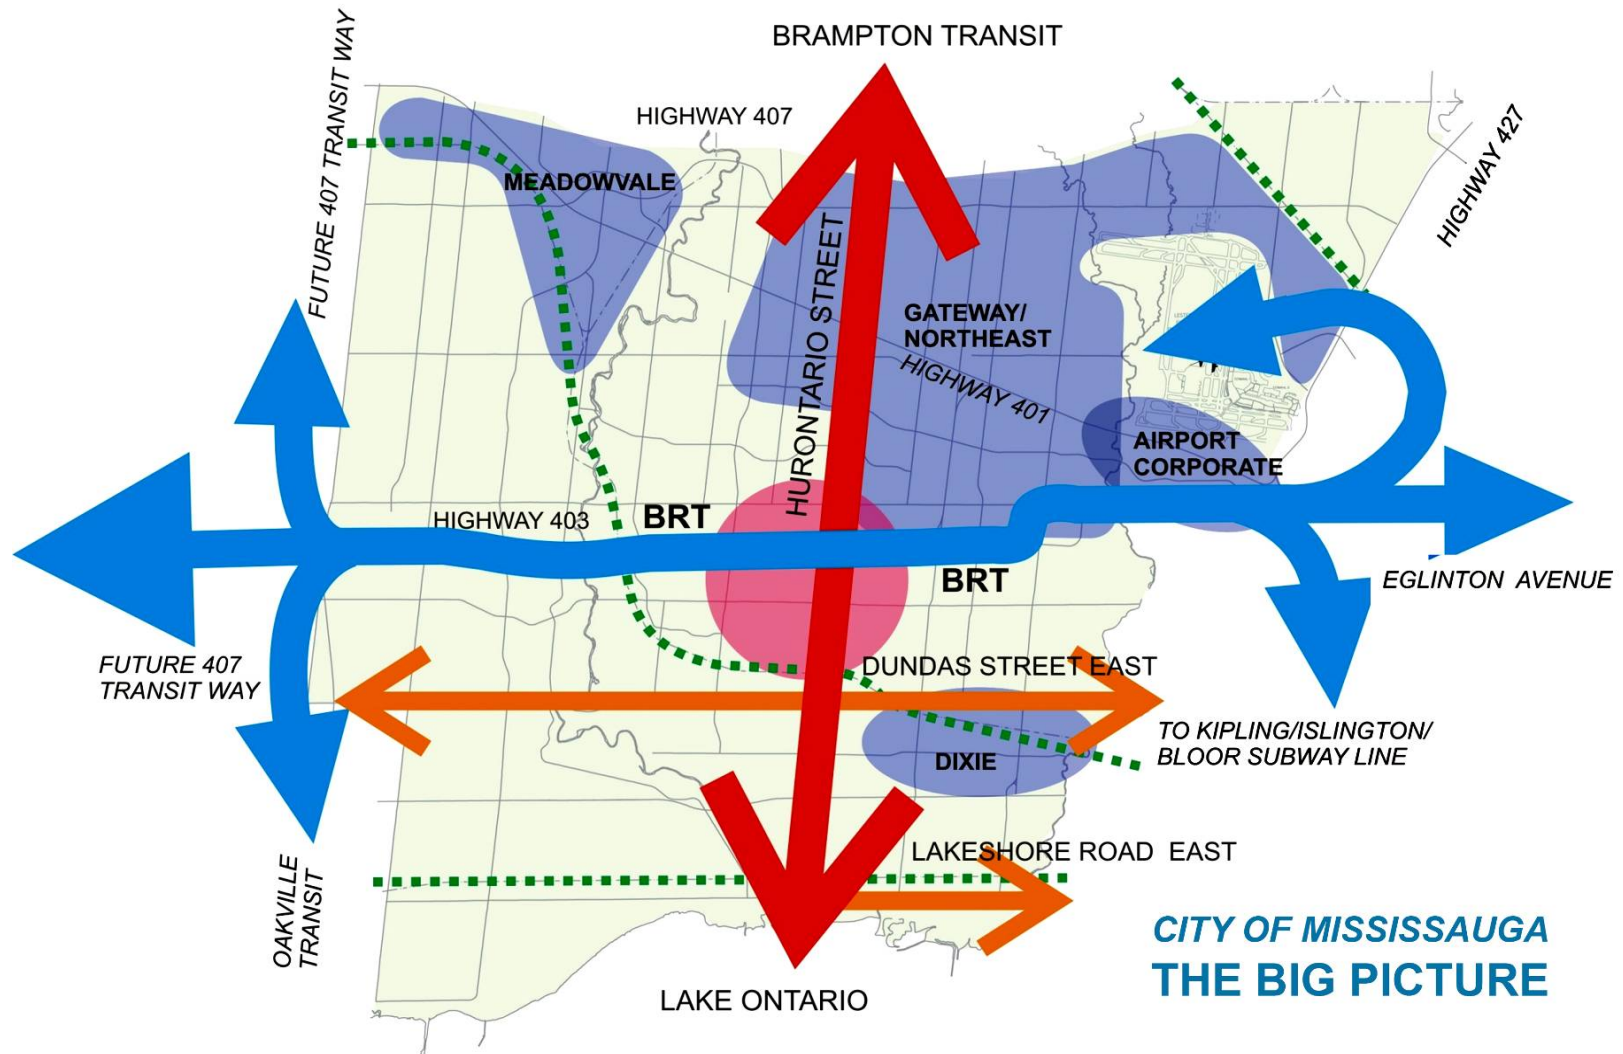 BRAMPTON TRANSIT
FUTURE 407 TRANSIT WAY
HIGHWAY 407
HIGHWAY 427
MEADOWVALE
HURONTARIO STREET
GATEWAY/
NORTHEAST
HIGHWAY 401
AIRPORT
CORPORATE
HIGHWAY 403
BRT
BRT
EGLINTON  AVENUE
FUTURE 407
TRANSIT WAY
DUNDAS STREET EAST
TO KIPLING/ISLINGTON/
BLOOR SUBWAY LINE
DIXIE
LAKESHORE ROAD  EAST
OAKVILLE
TRANSIT
LAKE ONTARIO
CITY OF MISSISSAUGA
THE BIG PICTURE